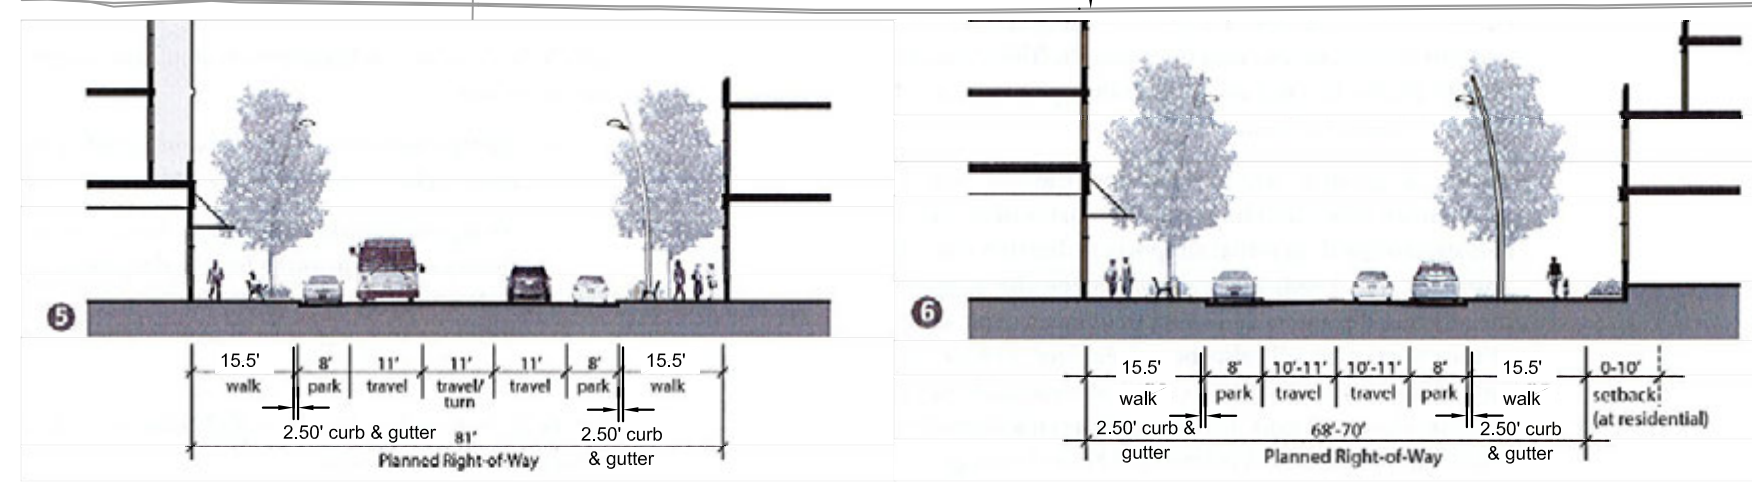 5
15.5' 8' 11' 11' 11' 8' 15.5'
walk park travel travel/ travel park walk
turn
2.50' curb & gutter 81' 2.50' curb
& gutter
Planned Right-of-Way
6
15.5' 8' 10'-11' 10'-11' 8' 15.5' 0-10'
walk park travel travel park walk setback
(at residential)
2.50' curb & 68'-70' 2.50' curb
gutter Planned Right-of-Way & gutter